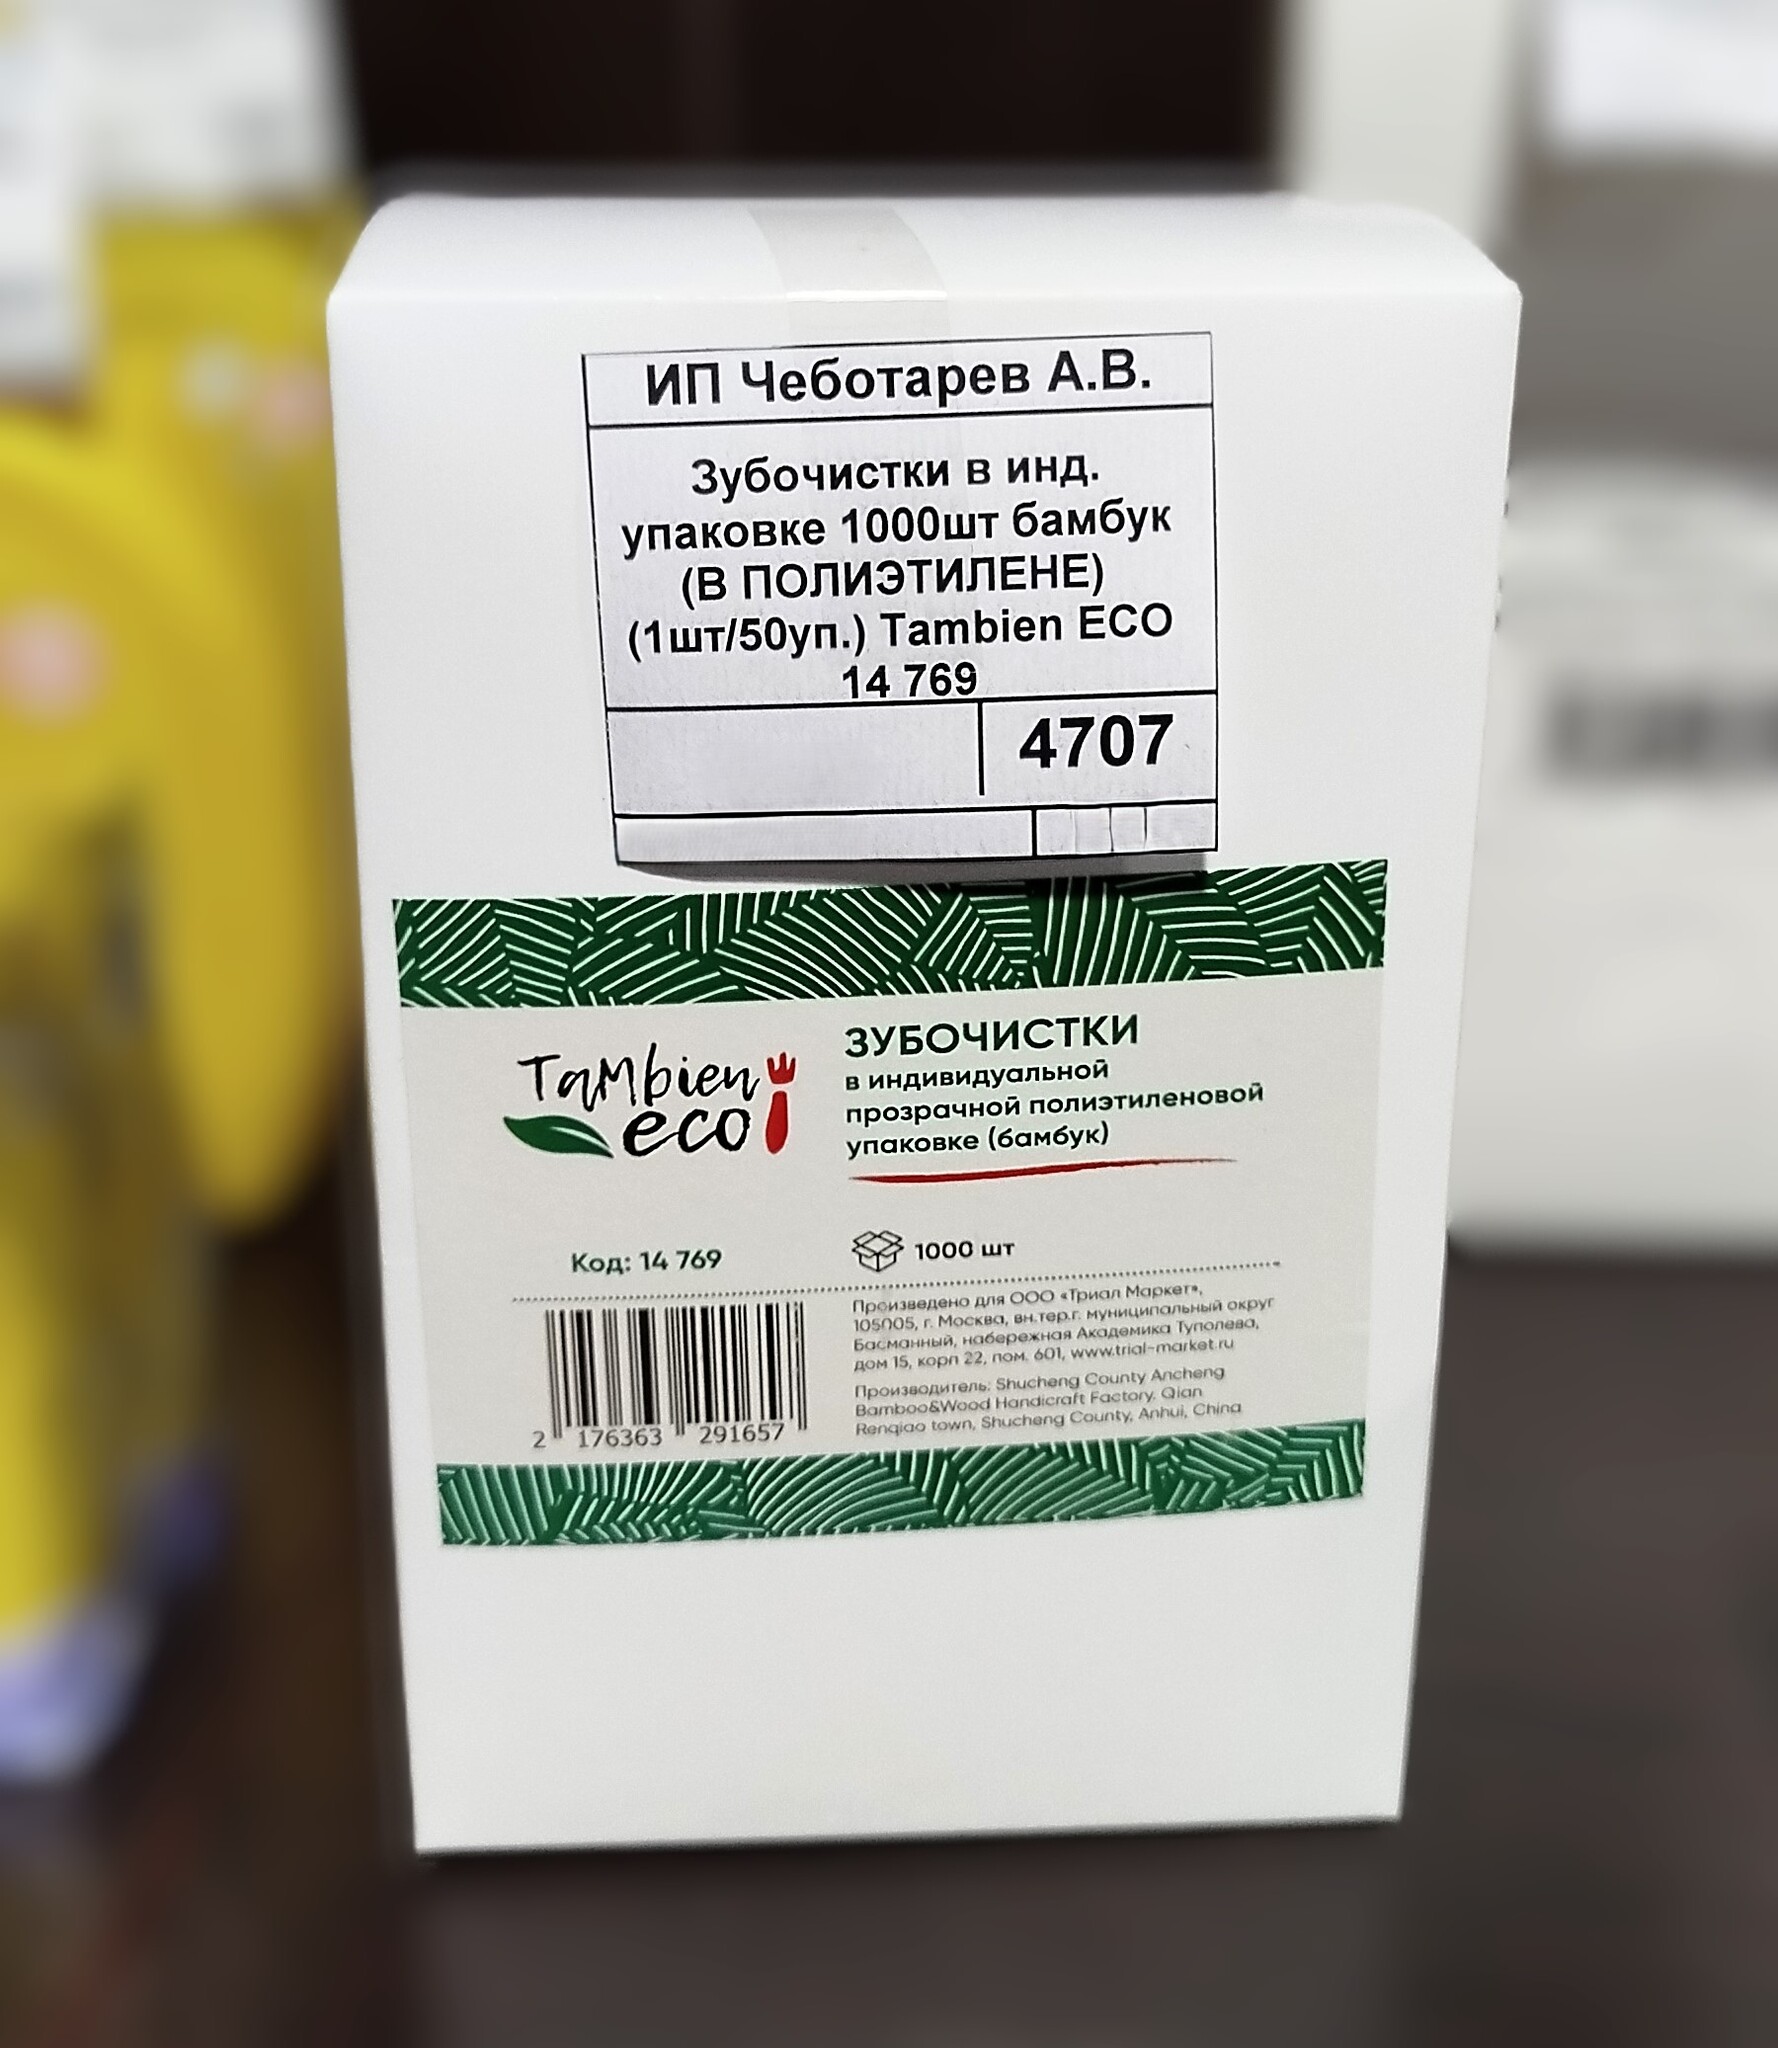 ИП Чеботарев А.В.
Зубочистки в инд.
упаковке 1000шт бамбук
(В ПОЛИЭТИЛЕНЕ)
(1шт/50уп.) Tambien ECO
14 769
4707
TaMbien
eco
ЗУБОЧИСТКИ
в индивидуальной
прозрачной полиэтиленовой
упаковке (бамбук)
Код: 14 769
1000 шт
Произведено для ООО «Триал Маркет»,
105005, г. Москва, вн.тер.г. муниципальный округ
Басманный, набережная Академика Туполева,
дом 15, корп 22, пом. 601, www.trial-market.ru
Производитель: Shucheng County Ancheng
Bamboo&Wood Handicraft Factory. Qian
Renqiao town, Shucheng County, Anhui, China
2 176363 291657